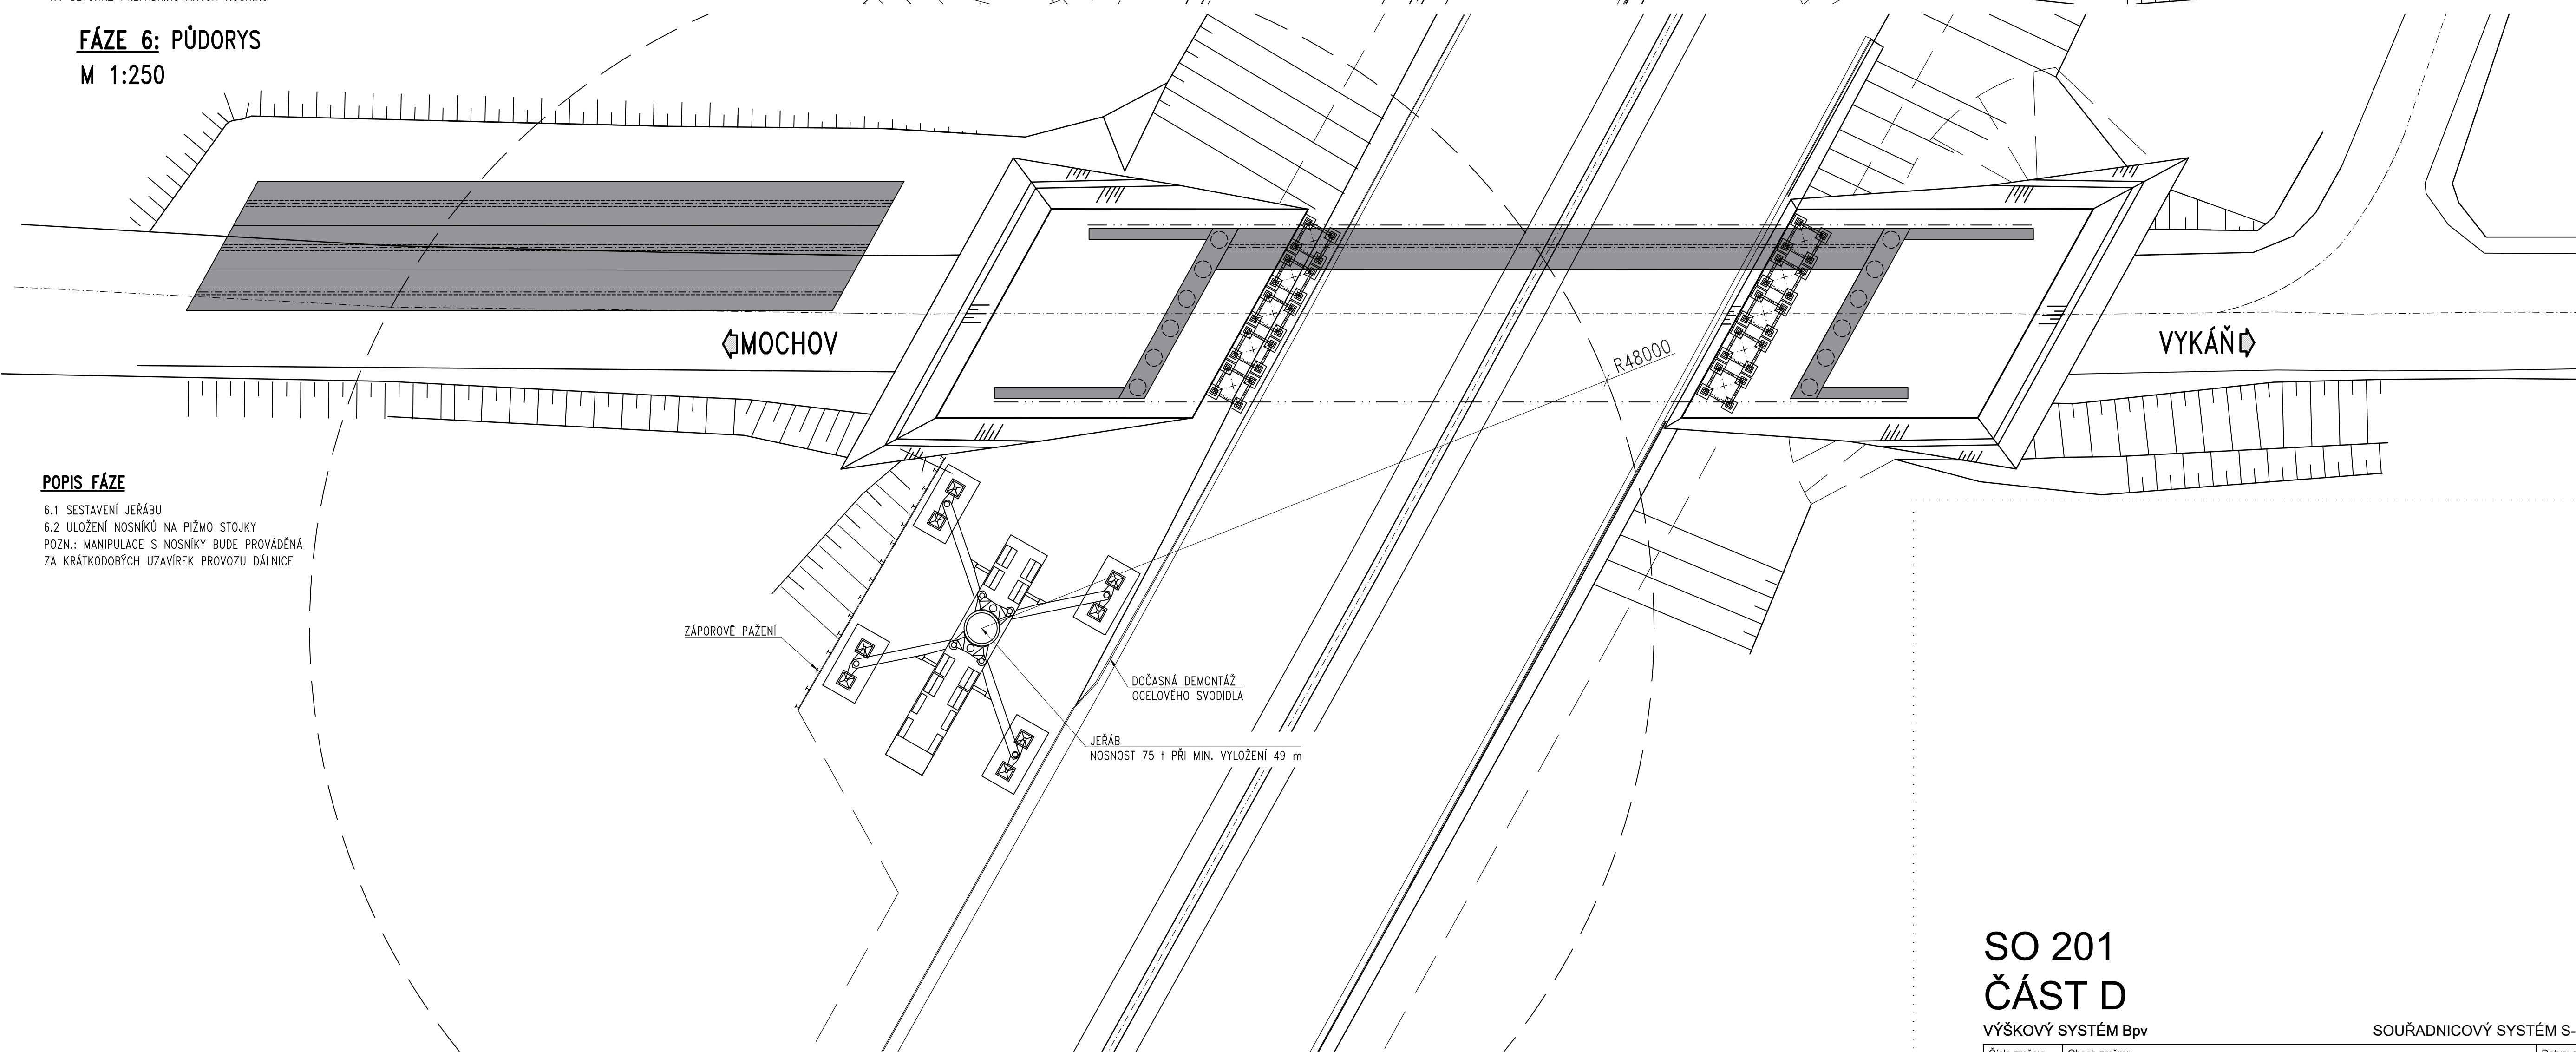 FÁZE 6: PŮDORYS
M 1:250
MOCHOV
VYKÁŇ
R48000
POPIS FÁZE
6.1 SESTAVENÍ JEŘÁBU
6.2 ULOŽENÍ NOSNÍKŮ NA PIŽMO STOJKY
POZN.: MANIPULACE S NOSNÍKY BUDE PROVÁDĚNÁ
ZA KRÁTKODOBÝCH UZAVÍREK PROVOZU DÁLNICE
ZÁPOROVÉ PAŽENÍ
DOČASNÁ DEMONTÁŽ
OCELOVÉHO SVODIDLA
JEŘÁB
NOSNOST 75 t PŘI MIN. VYLOŽENÍ 49 m
SO 201
ČÁST D
VÝŠKOVÝ SYSTÉM Bpv
SOUŘADNICOVÝ SYSTÉM S-